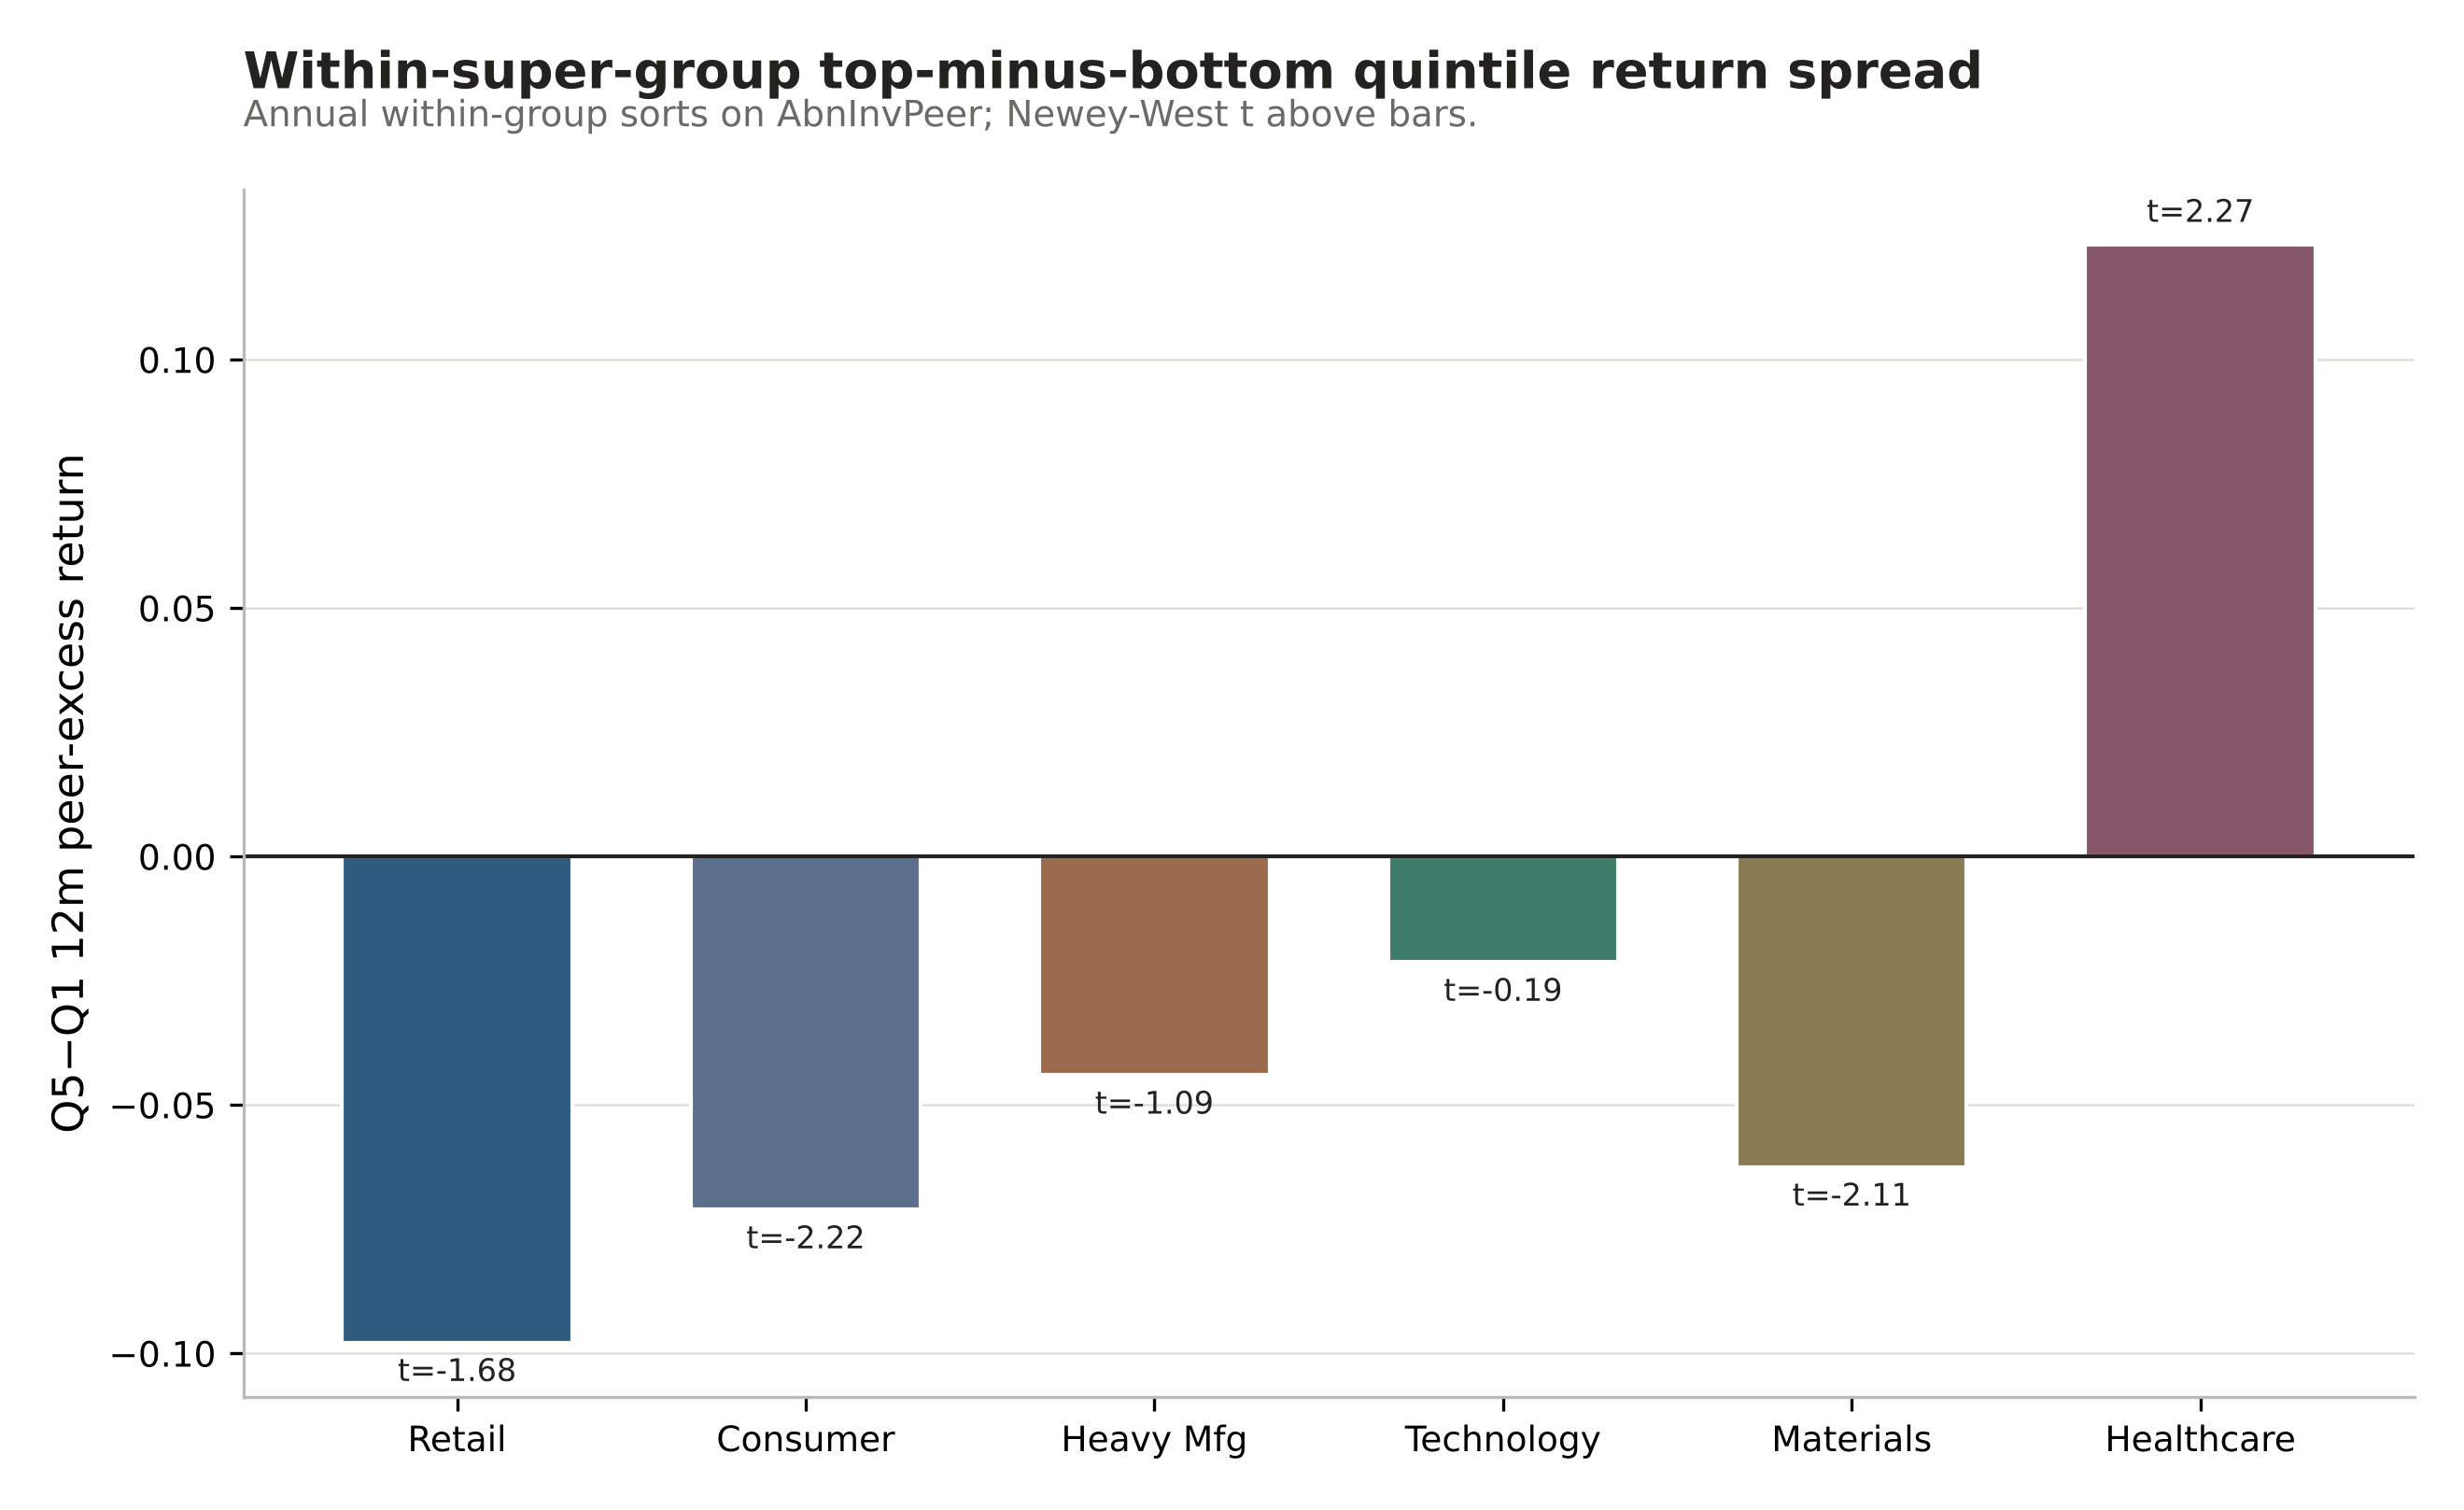 Within-super-group top-minus-bottom quintile return spread
Annual within-group sorts on AbnInvPeer; Newey-West t above bars.
Q5−Q1 12m peer-excess return
0.10
0.05
0.00
−0.05
−0.10
t=-1.68
t=-2.22
t=-1.09
t=-0.19
t=-2.11
t=2.27
Retail
Consumer
Heavy Mfg
Technology
Materials
Healthcare